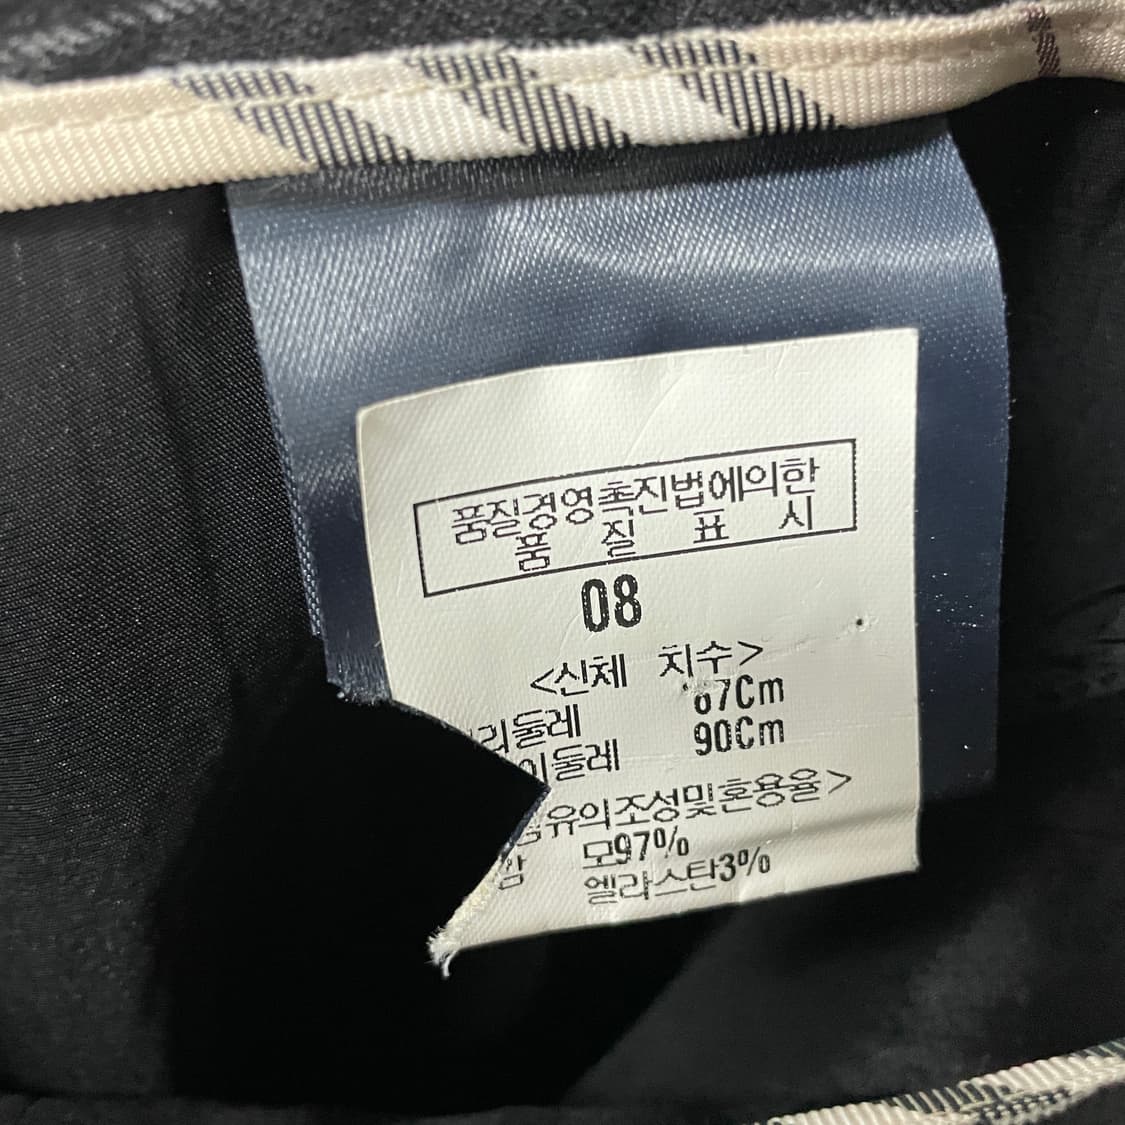 품질경영촉진법에의한
품 질 표 시
08
<신체 치수>
리둘레 67Cm
이둘레 90Cm
유의조성및혼용율>
모97%
엘라스탄3%